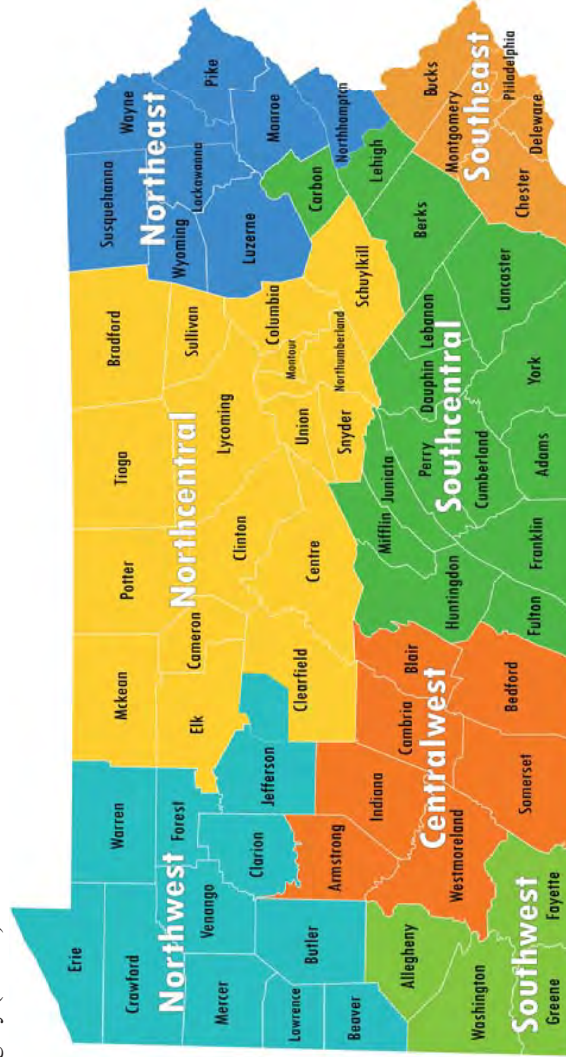 Erie
Crawford
Warren
Mckean
Potter
Tioga
Bradford
Susquehanna
Wayne
Northwest
Forest
Elk
Cameron
Northcentral
Sullivan
Wyoming
Lackawanna
Northeast
Pike
Mercer
Venango
Clarion
Jefferson
Clearfield
Clinton
Lycoming
Columbia
Montour
Luzerne
Monroe
Lawrence
Butler
Centre
Union
Northumberland
Snyder
Schuylkill
Carbon
Northhampton
Lehigh
Beaver
Armstrong
Indiana
Cambria
Blair
Huntingdon
Mifflin
Juniata
Perry
Dauphin
Lebanon
Berks
Bucks
Montgomery
Philadelphia
Allegheny
Westmoreland
Centralwest
Southcentral
Cumberland
Southeast
Washington
Southwest
Somerset
Bedford
Fulton
Franklin
Adams
York
Lancaster
Chester
Deleware
Greene
Fayette